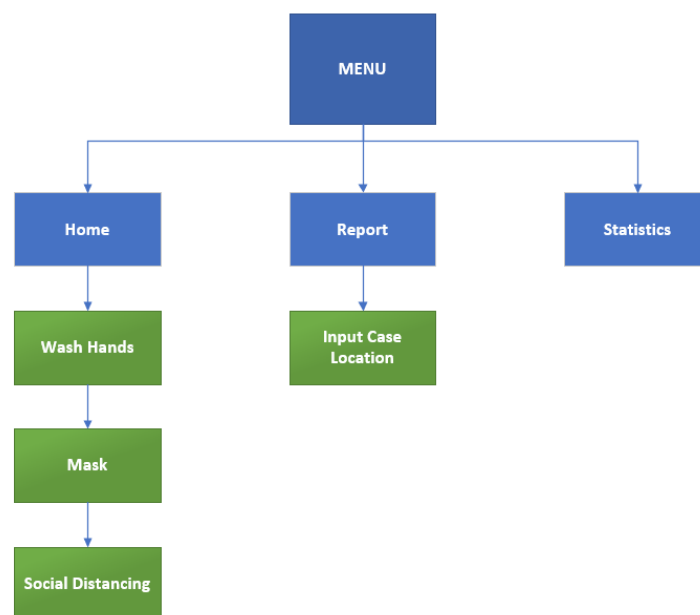 MENU
Home
Report
Statistics
Wash Hands
Input Case
Location
Mask
Social Distancing